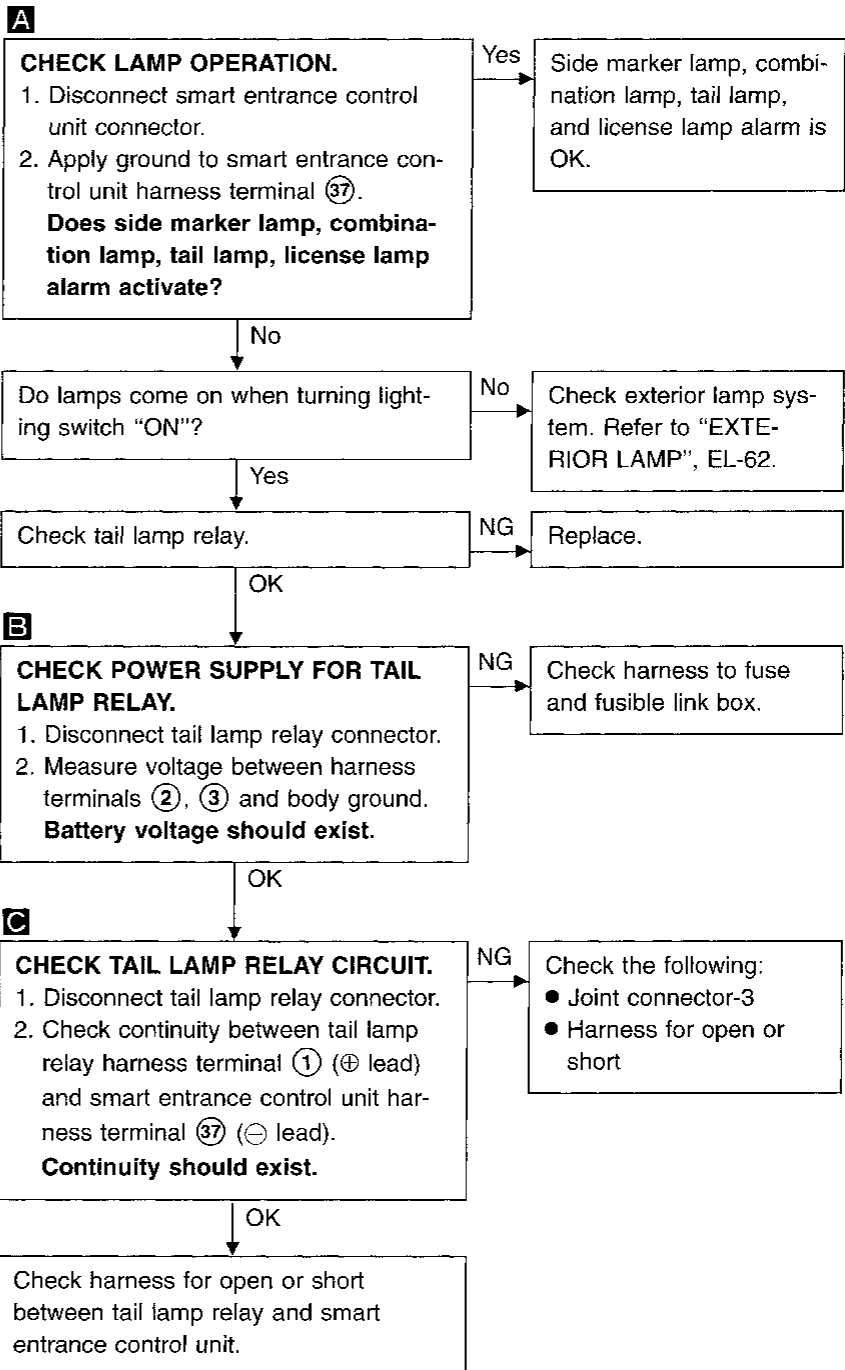 A
CHECK LAMP OPERATION.
1. Disconnect smart entrance control
unit connector.
2. Apply ground to smart entrance con-
trol unit harness terminal 37.
Does side marker lamp, combina-
tion lamp, tail lamp, license lamp
alarm activate?
Yes
Side marker lamp, combi-
nation lamp, tail lamp,
and license lamp alarm is
OK.
No
Do lamps come on when turning light-
ing switch "ON"?
No
Check exterior lamp sys-
tem. Refer to "EXTE-
RIOR LAMP", EL-62.
Yes
Check tail lamp relay.
NG
Replace.
OK
B
CHECK POWER SUPPLY FOR TAIL
LAMP RELAY.
1. Disconnect tail lamp relay connector.
2. Measure voltage between harness
terminals ②, ③ and body ground.
Battery voltage should exist.
NG
Check harness to fuse
and fusible link box.
OK
C
CHECK TAIL LAMP RELAY CIRCUIT.
1. Disconnect tail lamp relay connector.
2. Check continuity between tail lamp
relay harness terminal ① (⊕ lead)
and smart entrance control unit har-
ness terminal 37 (⊖ lead).
Continuity should exist.
NG
Check the following:
● Joint connector-3
● Harness for open or
short
OK
Check harness for open or short
between tail lamp relay and smart
entrance control unit.